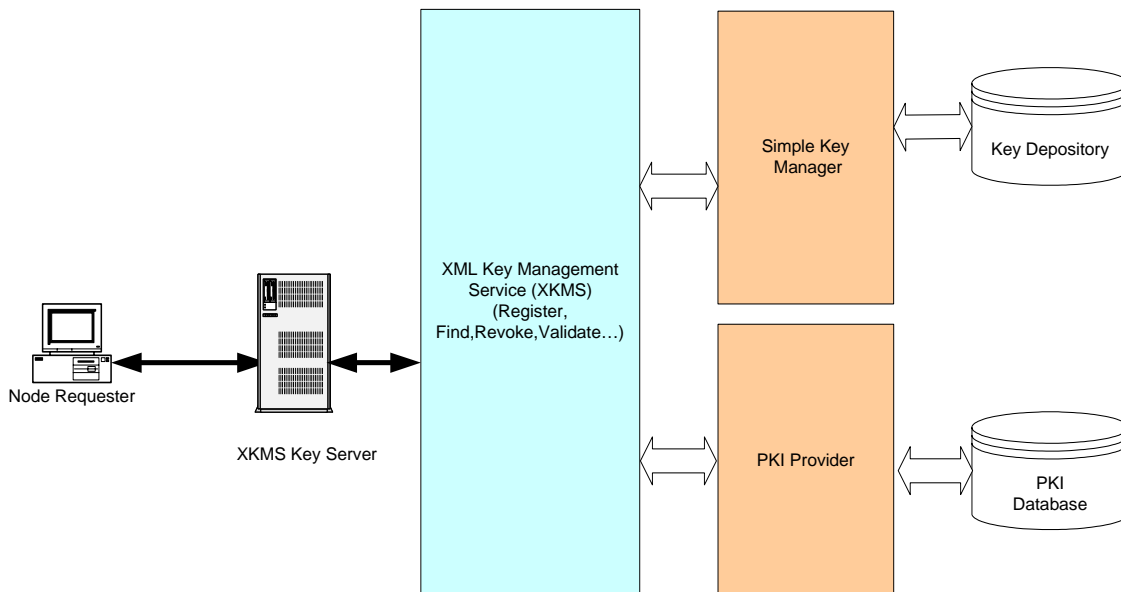 Node Requester
XKMS Key Server
XML Key Management
Service (XKMS)
(Register,
Find,Revoke,Validate…)
Simple Key
Manager
Key Depository
PKI Provider
PKI
Database